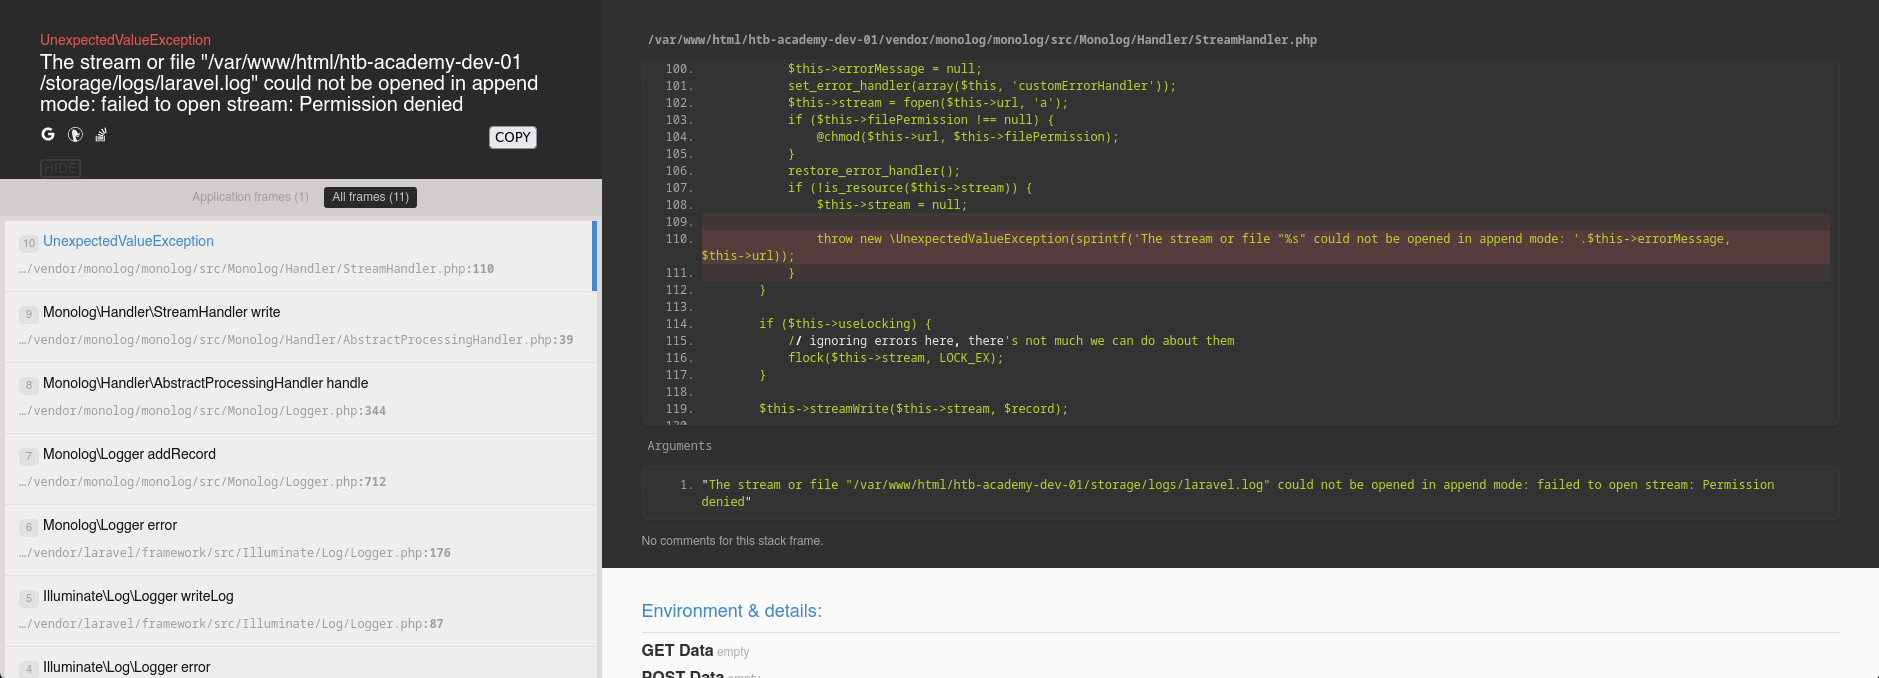 UnexpectedValueException
The stream or file "/var/www/html/htb-academy-dev-01
/storage/logs/laravel.log" could not be opened in append
mode: failed to open stream: Permission denied
COPY
HIDE
Application frames (1) All frames (11)
10 UnexpectedValueException
…/vendor/monolog/monolog/src/Monolog/Handler/StreamHandler.php:110
9 Monolog\Handler\StreamHandler write
…/vendor/monolog/monolog/src/Monolog/Handler/AbstractProcessingHandler.php:39
8 Monolog\Handler\AbstractProcessingHandler handle
…/vendor/monolog/monolog/src/Monolog/Logger.php:344
7 Monolog\Logger addRecord
…/vendor/monolog/monolog/src/Monolog/Logger.php:712
6 Monolog\Logger error
…/vendor/laravel/framework/src/Illuminate/Log/Logger.php:176
5 Illuminate\Log\Logger writeLog
…/vendor/laravel/framework/src/Illuminate/Log/Logger.php:87
4 Illuminate\Log\Logger error
/var/www/html/htb-academy-dev-01/vendor/monolog/monolog/src/Monolog/Handler/StreamHandler.php
100. $this->errorMessage = null;
101. set_error_handler(array($this, 'customErrorHandler'));
102. $this->stream = fopen($this->url, 'a');
103. if ($this->filePermission !== null) {
104. @chmod($this->url, $this->filePermission);
105. }
106. restore_error_handler();
107. if (!is_resource($this->stream)) {
108. $this->stream = null;
109.
110. throw new \UnexpectedValueException(sprintf('The stream or file "%s" could not be opened in append mode: '.$this->errorMessage,
$this->url));
111. }
112. }
113.
114. if ($this->useLocking) {
115. // ignoring errors here, there's not much we can do about them
116. flock($this->stream, LOCK_EX);
117. }
118.
119. $this->streamWrite($this->stream, $record);
120.
Arguments
1. "The stream or file "/var/www/html/htb-academy-dev-01/storage/logs/laravel.log" could not be opened in append mode: failed to open stream: Permission
denied"
No comments for this stack frame.
Environment & details:
GET Data empty
POST Data empty